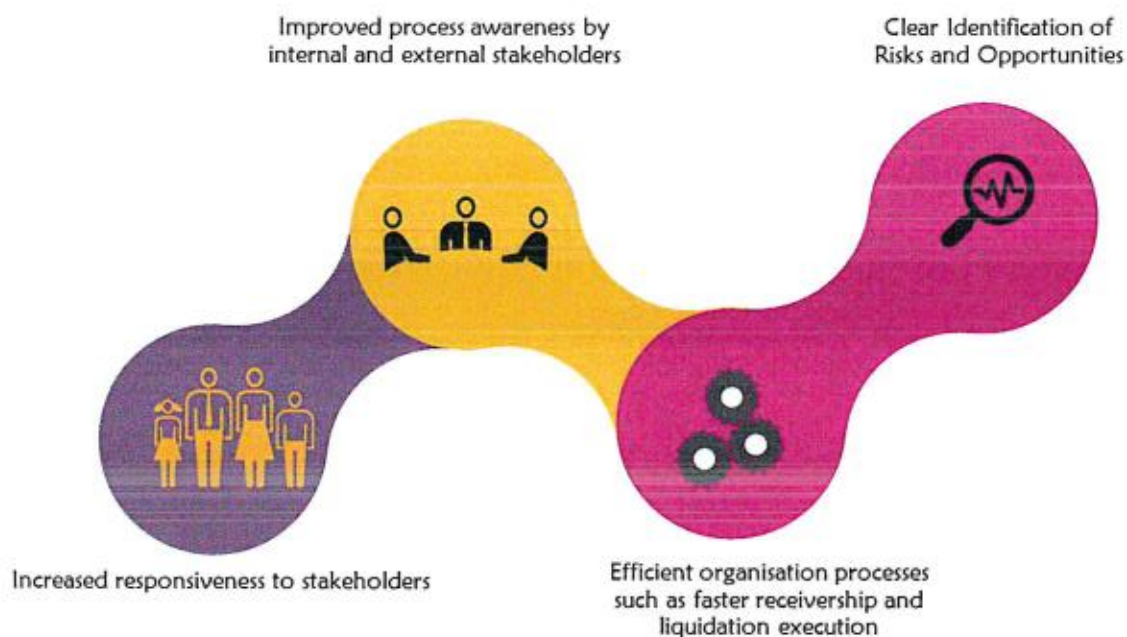 Improved process awareness by
internal and external stakeholders
Clear Identification of
Risks and Opportunities
Increased responsiveness to stakeholders
Efficient organisation processes
such as faster receivership and
liquidation execution